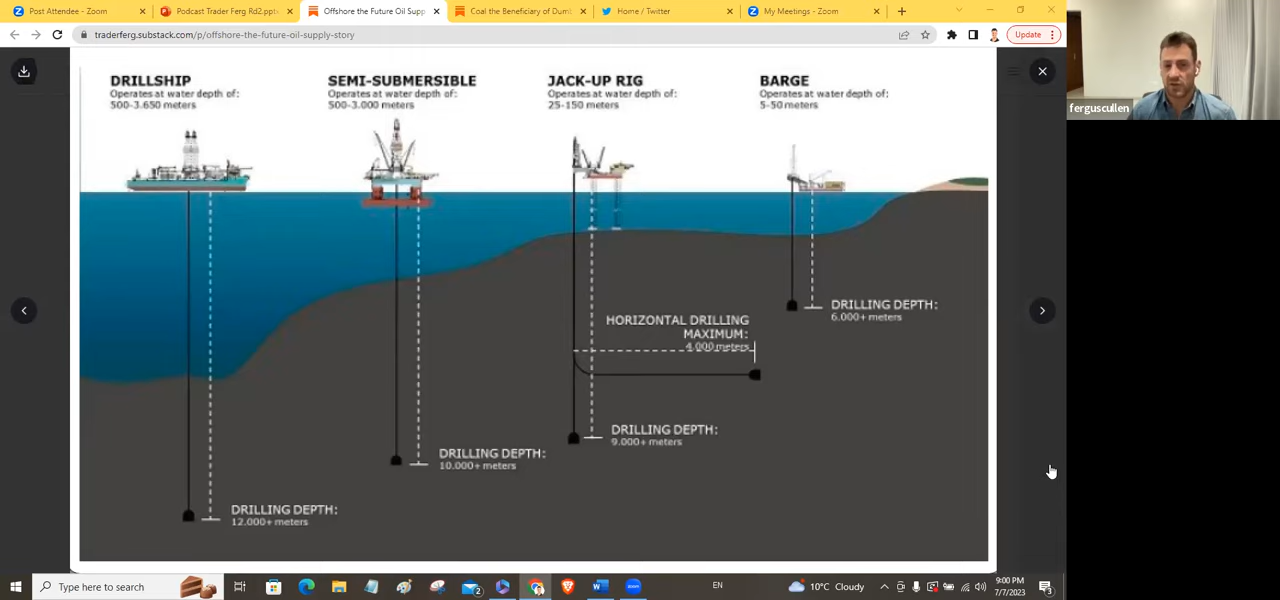 Post Attendee - Zoom
Podcast Trader Ferg Rd2.pptx
Offshore the Future Oil Supp
Coal the Beneficiary of Dumb
Home / Twitter
My Meetings - Zoom
traderferg.substack.com/p/offshore-the-future-oil-supply-story
Update
ferguscullen
DRILLSHIP
Operates at water depth of:
500-3.650 meters
SEMI-SUBMERSIBLE
Operates at water depth of:
500-3.000 meters
JACK-UP RIG
Operates at water depth of:
25-150 meters
BARGE
Operates at water depth of:
5-50 meters
DRILLING DEPTH:
6.000+ meters
HORIZONTAL DRILLING
MAXIMUM:
4.000 meters
DRILLING DEPTH:
9.000+ meters
DRILLING DEPTH:
10.000+ meters
DRILLING DEPTH:
12.000+ meters
Type here to search
EN
10°C Cloudy
9:00 PM
7/7/2023